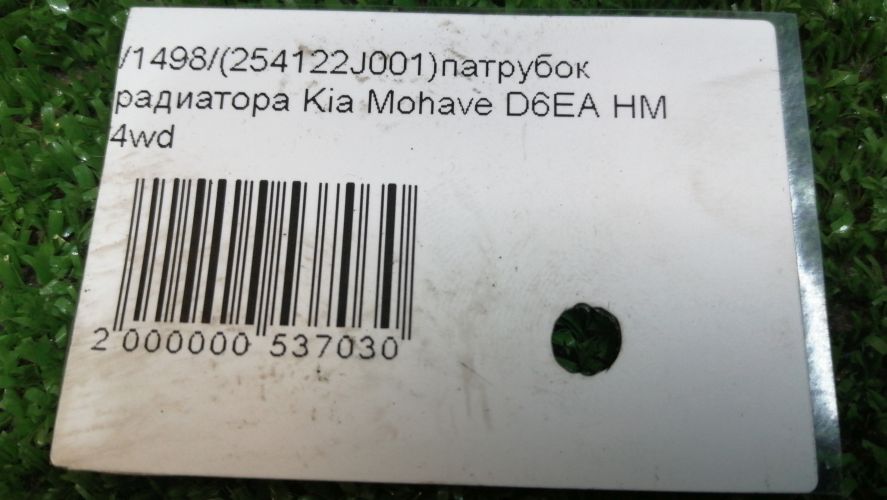 /1498/(254122J001)патрубок
радиатора Kia Mohave D6EA HM
4wd
2 000000 537030